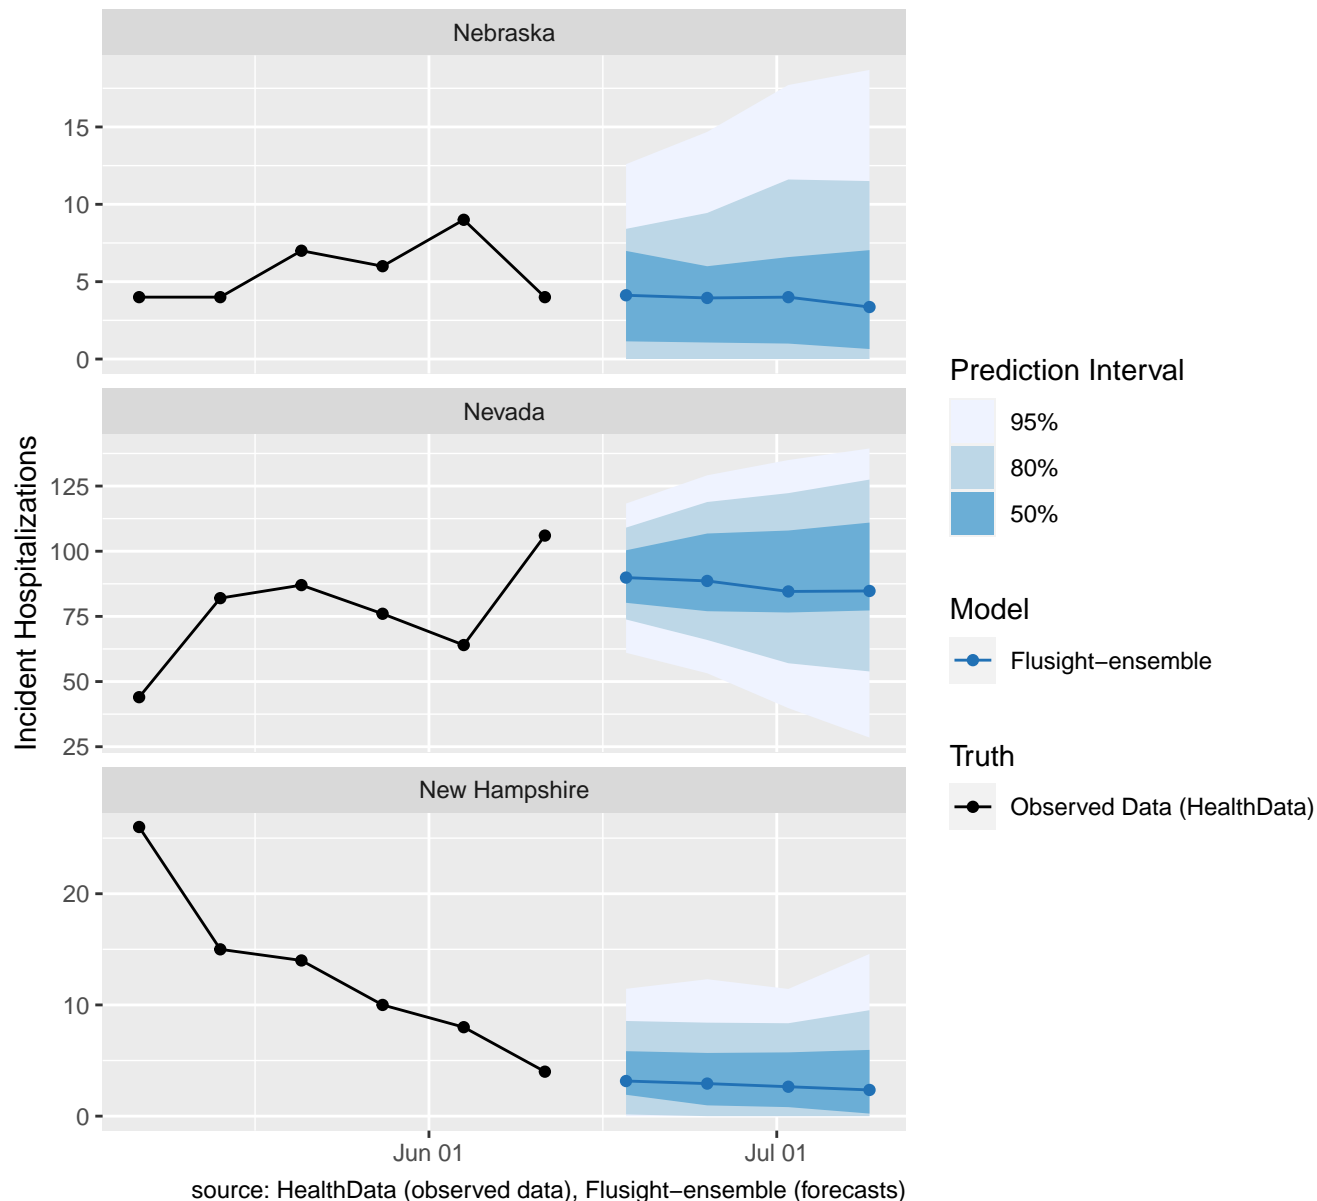 Nebraska
15
10
5
0
Nevada
125
100
75
50
25
New Hampshire
20
10
0
Incident Hospitalizations
Jun 01
Jul 01
source: HealthData (observed data), Flusight−ensemble (forecasts)
Prediction Interval
95%
80%
50%
Model
Flusight−ensemble
Truth
Observed Data (HealthData)